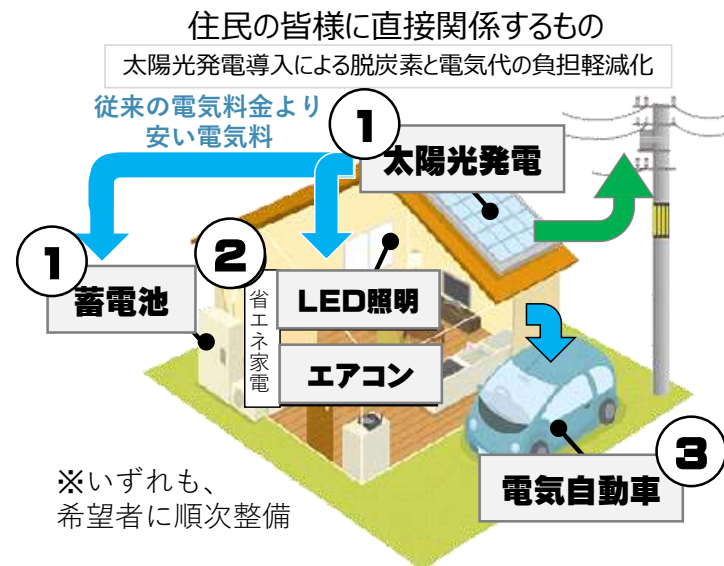 住民の皆様に直接関係するもの
太陽光発電導入による脱炭素と電気代の負担軽減化
従来の電気料金より
安い電気料
1
太陽光発電
1
蓄電池
2
省エネ家電
LED照明
エアコン
3
電気自動車
※いずれも、
希望者に順次整備